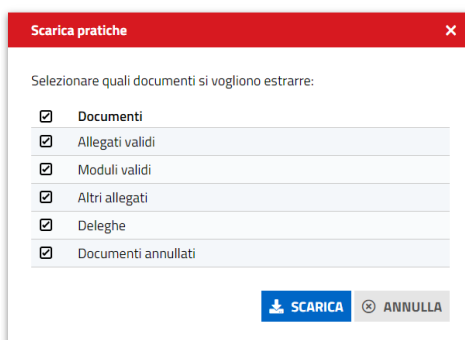 Scarica pratiche
Selezionare quali documenti si vogliono estrarre:
Documenti
Allegati validi
Moduli validi
Altri allegati
Deleghe
Documenti annullati
SCARICA ANNULLA